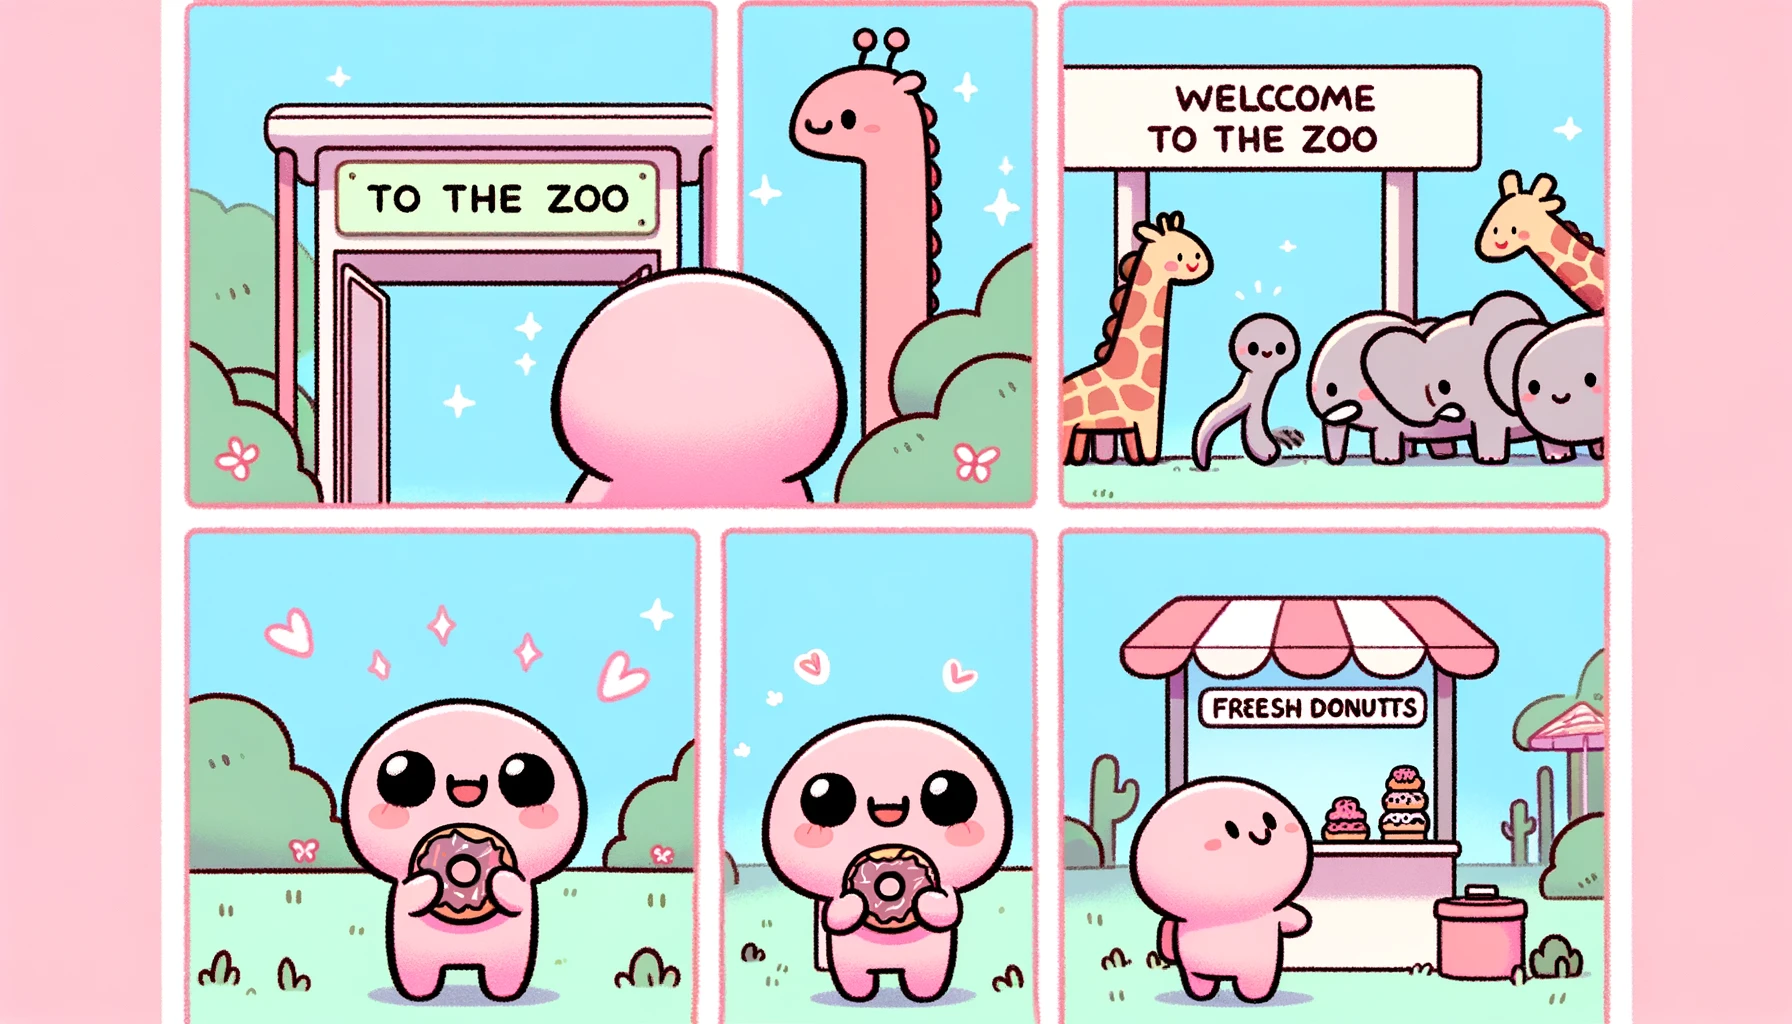 TO THE ZOO
WELCCOME
TO THE ZOO
FREESH DONUTTS